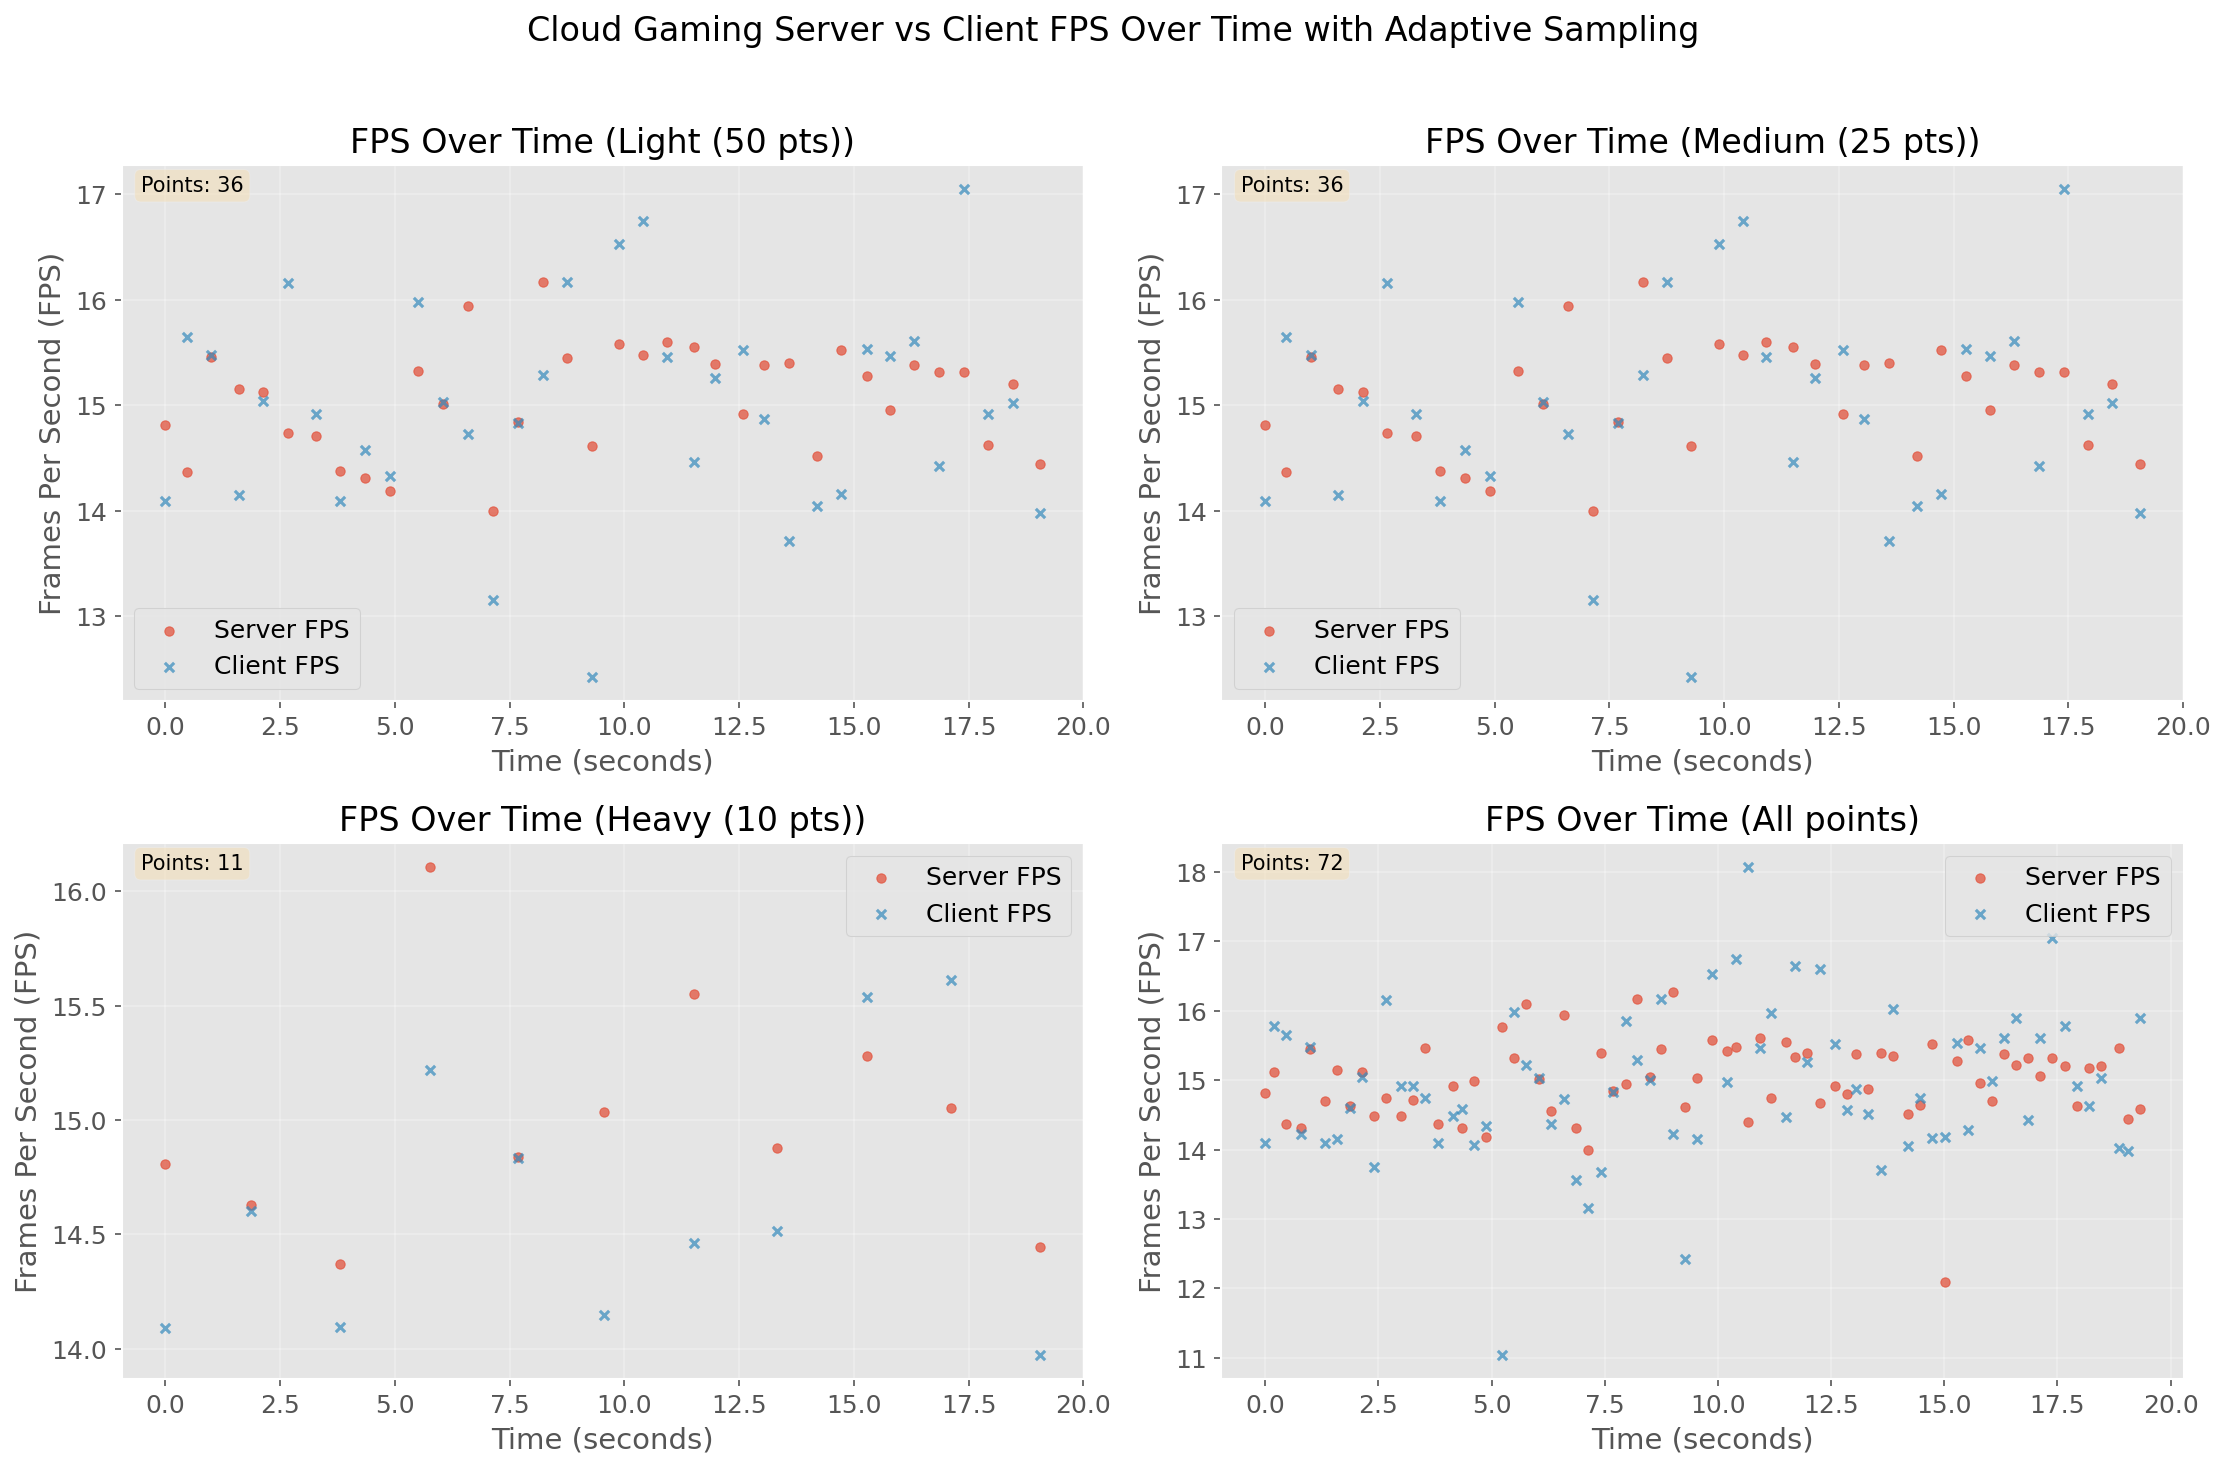 Cloud Gaming Server vs Client FPS Over Time with Adaptive Sampling
FPS Over Time (Light (50 pts))
Points: 36
Frames Per Second (FPS)
17
16
15
14
13
Server FPS
Client FPS
0.0 2.5 5.0 7.5 10.0 12.5 15.0 17.5 20.0
Time (seconds)
FPS Over Time (Medium (25 pts))
Points: 36
Frames Per Second (FPS)
17
16
15
14
13
Server FPS
Client FPS
0.0 2.5 5.0 7.5 10.0 12.5 15.0 17.5 20.0
Time (seconds)
FPS Over Time (Heavy (10 pts))
Points: 11
Server FPS
Client FPS
Frames Per Second (FPS)
16.0
15.5
15.0
14.5
14.0
0.0 2.5 5.0 7.5 10.0 12.5 15.0 17.5 20.0
Time (seconds)
FPS Over Time (All points)
Points: 72
Server FPS
Client FPS
Frames Per Second (FPS)
18
17
16
15
14
13
12
11
0.0 2.5 5.0 7.5 10.0 12.5 15.0 17.5 20.0
Time (seconds)